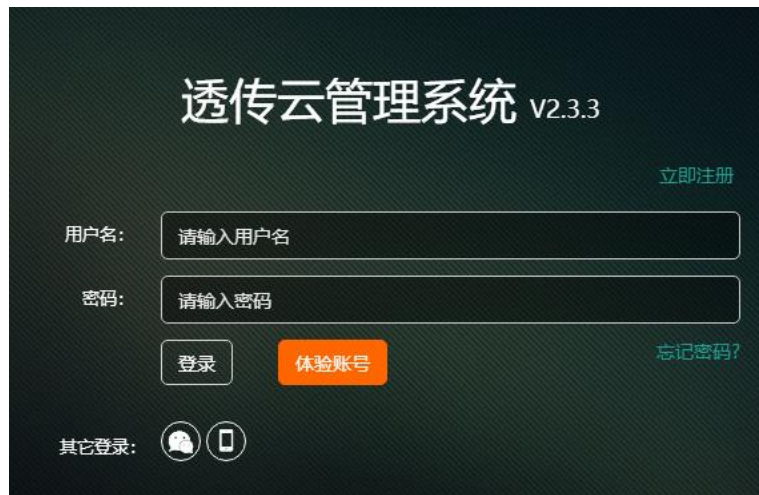 透传云管理系统 V2.3.3
立即注册
用户名: 请输入用户名
密码: 请输入密码
登录 体验账号 忘记密码?
其它登录: